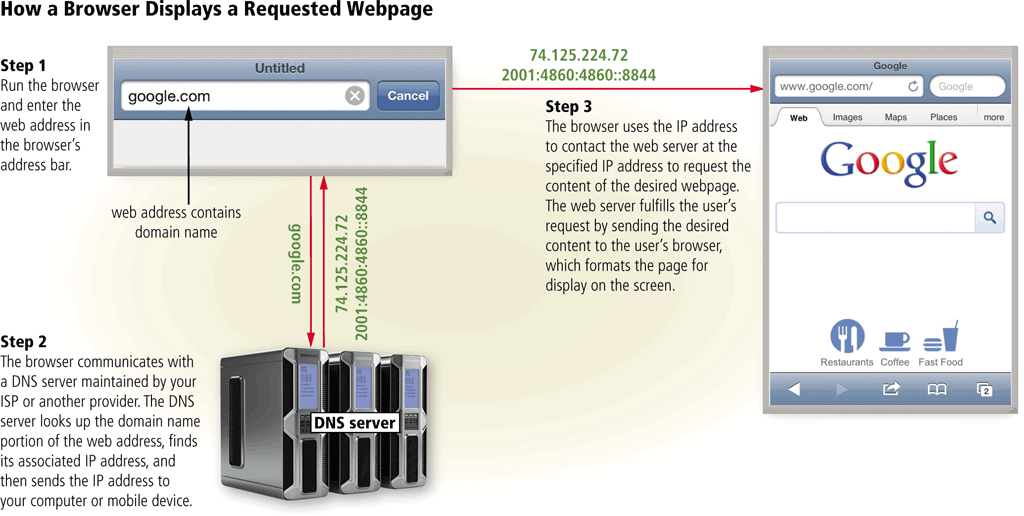 How a Browser Displays a Requested Webpage
Step 1
Run the browser
and enter the
web address in
the browser's
address bar.
Untitled
google.com
Cancel
web address contains
domain name
google.com
74.125.224.72
2001:4860:4860::8844
Step 2
The browser communicates with
a DNS server maintained by your
ISP or another provider. The DNS
server looks up the domain name
portion of the web address, finds
its associated IP address, and
then sends the IP address to
your computer or mobile device.
DNS server
74.125.224.72
2001:4860:4860::8844
Step 3
The browser uses the IP address
to contact the web server at the
specified IP address to request the
content of the desired webpage.
The web server fulfills the user's
request by sending the desired
content to the user's browser,
which formats the page for
display on the screen.
Google
www.google.com/
Google
Web Images Maps Places more
Google
Restaurants Coffee Fast Food
2